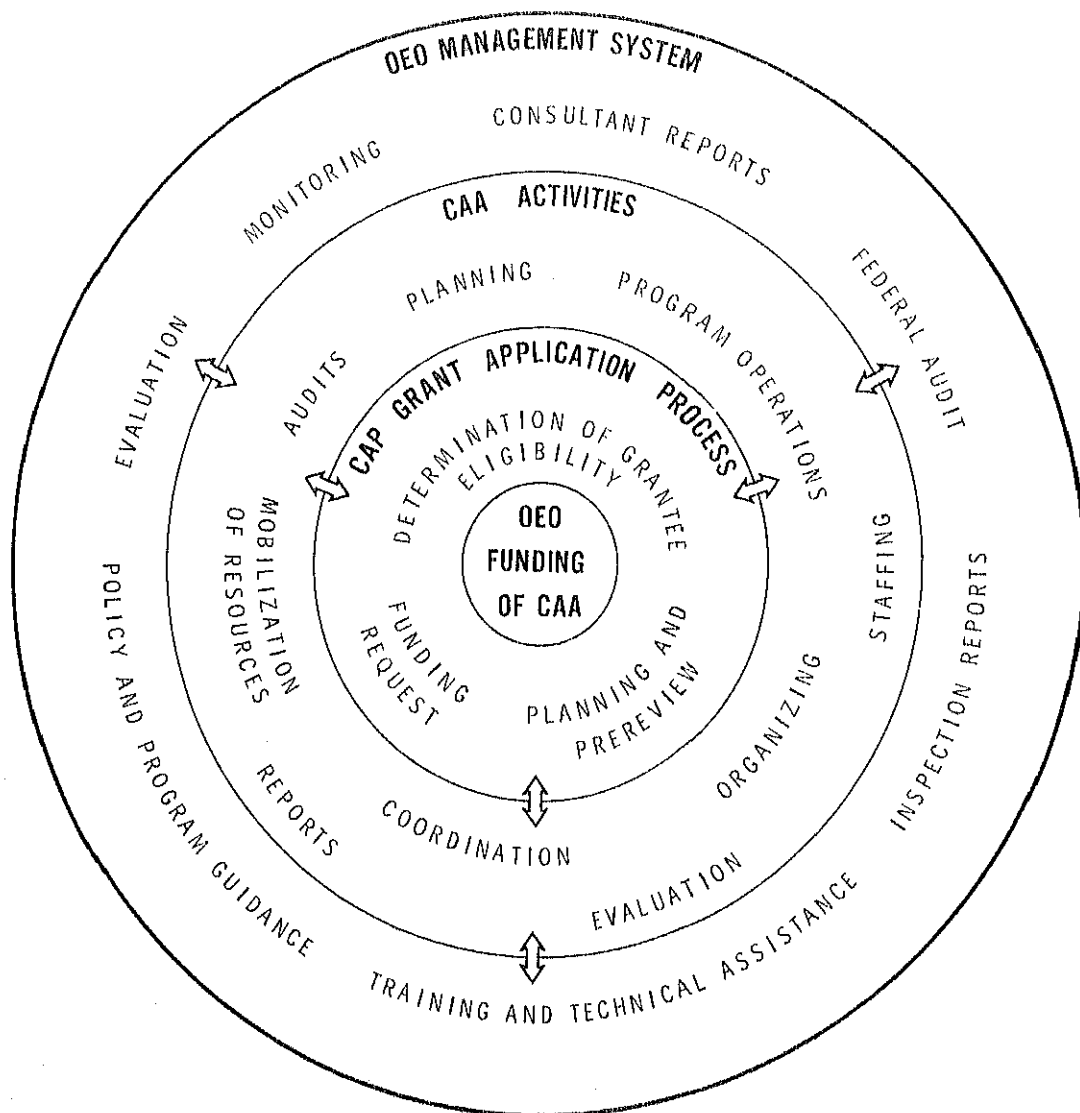 OEO MANAGEMENT SYSTEM
CONSULTANT REPORTS
MONITORING
FEDERAL AUDIT
EVALUATION
INSPECTION REPORTS
POLICY AND PROGRAM GUIDANCE
TRAINING AND TECHNICAL ASSISTANCE
CAA ACTIVITIES
PLANNING
PROGRAM OPERATIONS
AUDITS
STAFFING
MOBILIZATION
OF RESOURCES
ORGANIZING
REPORTS
COORDINATION
EVALUATION
CAP GRANT APPLICATION PROCESS
DETERMINATION OF GRANTEE
ELIGIBILITY
FUNDING
REQUEST
PLANNING AND
PREREVIEW
OEO
FUNDING
OF CAA